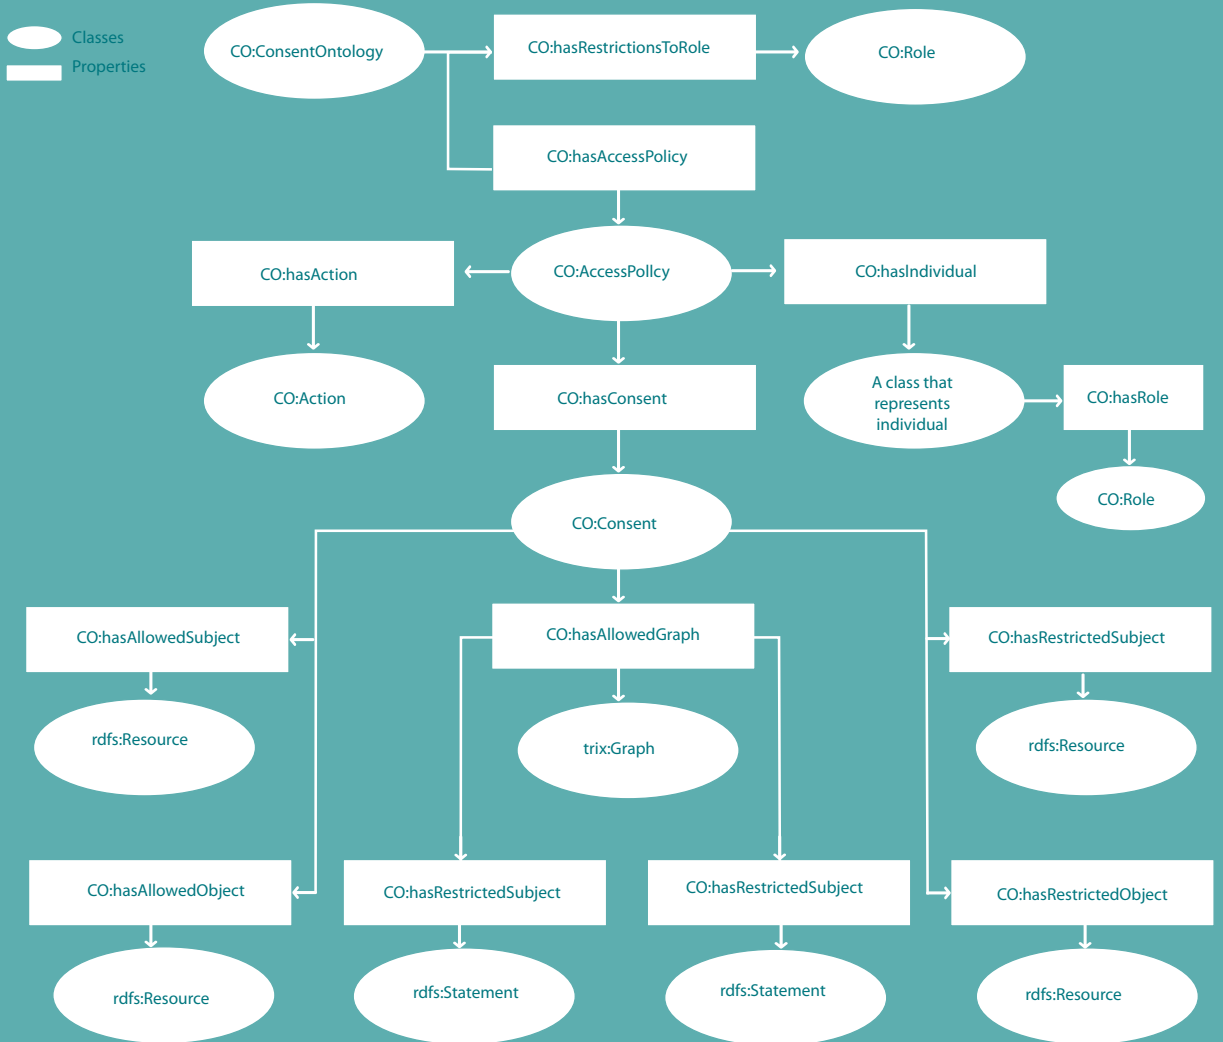 Classes
Properties
CO:ConsentOntology
CO:hasRestrictionsToRole
CO:Role
CO:hasAccessPolicy
CO:hasAction
CO:AccessPolIcy
CO:hasIndividual
CO:Action
CO:hasConsent
A class that
represents
individual
CO:hasRole
CO:Role
CO:Consent
CO:hasAllowedSubject
CO:hasAllowedGraph
CO:hasRestrictedSubject
rdfs:Resource
trix:Graph
rdfs:Resource
CO:hasAllowedObject
CO:hasRestrictedSubject
CO:hasRestrictedSubject
CO:hasRestrictedObject
rdfs:Resource
rdfs:Statement
rdfs:Statement
rdfs:Resource